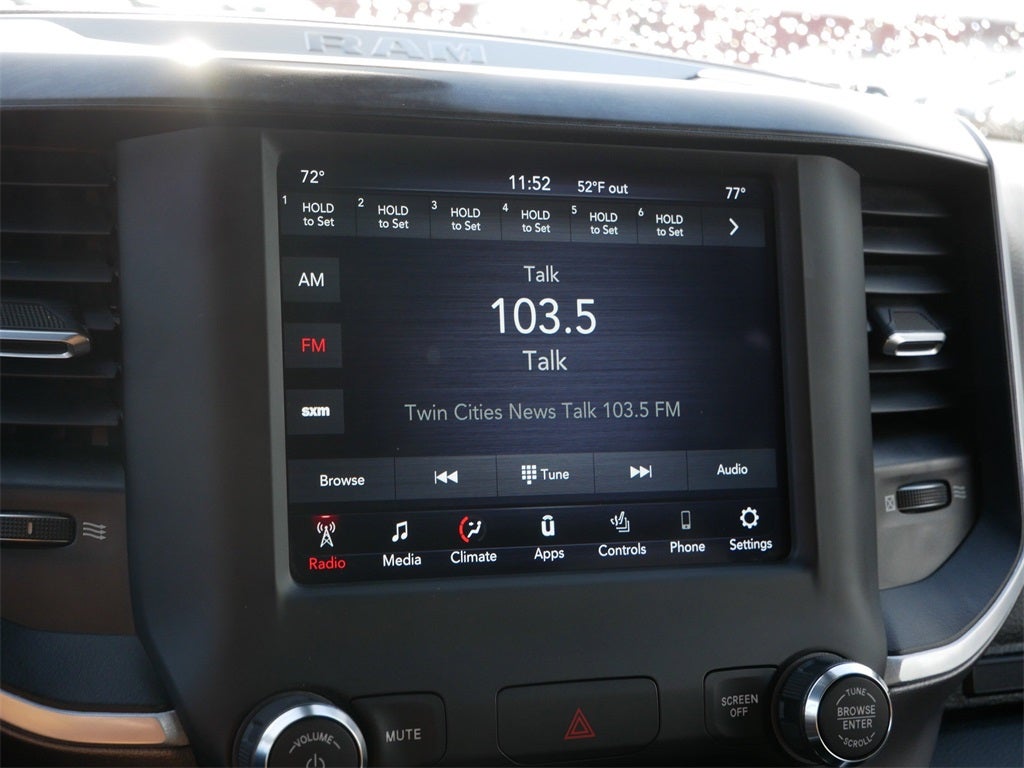 RAM
72° 11:52 52°F out 77°
1 HOLD to Set 2 HOLD to Set 3 HOLD to Set 4 HOLD to Set 5 HOLD to Set 6 HOLD to Set
Talk
AM
103.5
FM
Talk
sxm
Twin Cities News Talk 103.5 FM
Browse Tune Audio
Radio Media Climate Apps Controls Phone Settings
VOLUME
MUTE
SCREEN
OFF
TUNE
BROWSE
ENTER
SCROLL